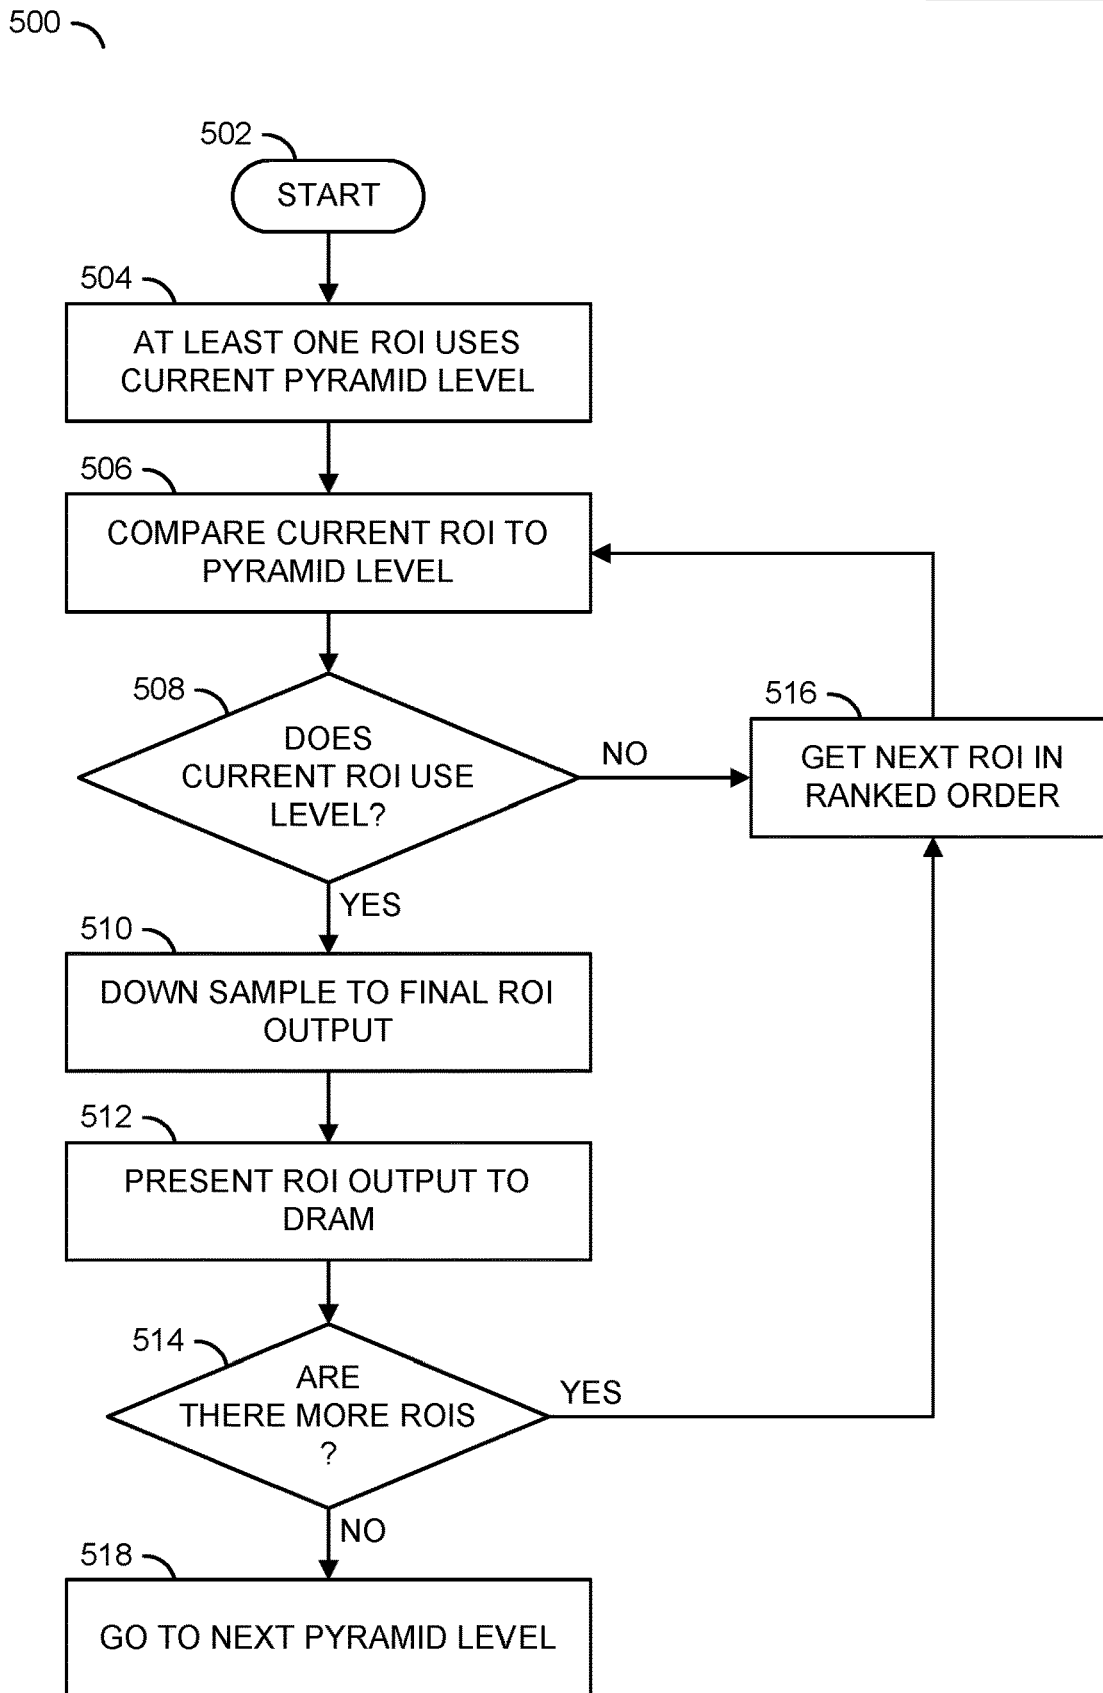 500
502
START
504
AT LEAST ONE ROI USES
CURRENT PYRAMID LEVEL
506
COMPARE CURRENT ROI TO
PYRAMID LEVEL
508
DOES
CURRENT ROI USE
LEVEL?
NO
516
GET NEXT ROI IN
RANKED ORDER
YES
510
DOWN SAMPLE TO FINAL ROI
OUTPUT
512
PRESENT ROI OUTPUT TO
DRAM
514
ARE
THERE MORE ROIS
?
YES
NO
518
GO TO NEXT PYRAMID LEVEL